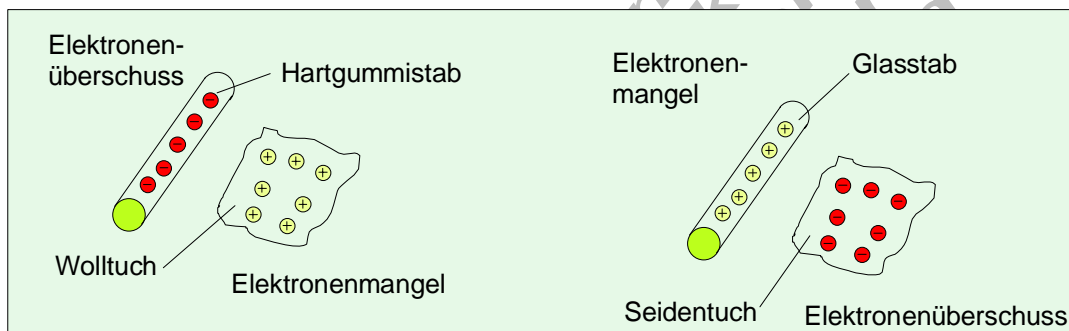 Elektronen-
überschuss
Hartgummistab
Wolltuch
Elektronenmangel
Elektronen-
mangel
Glasstab
Seidentuch
Elektronenüberschuss